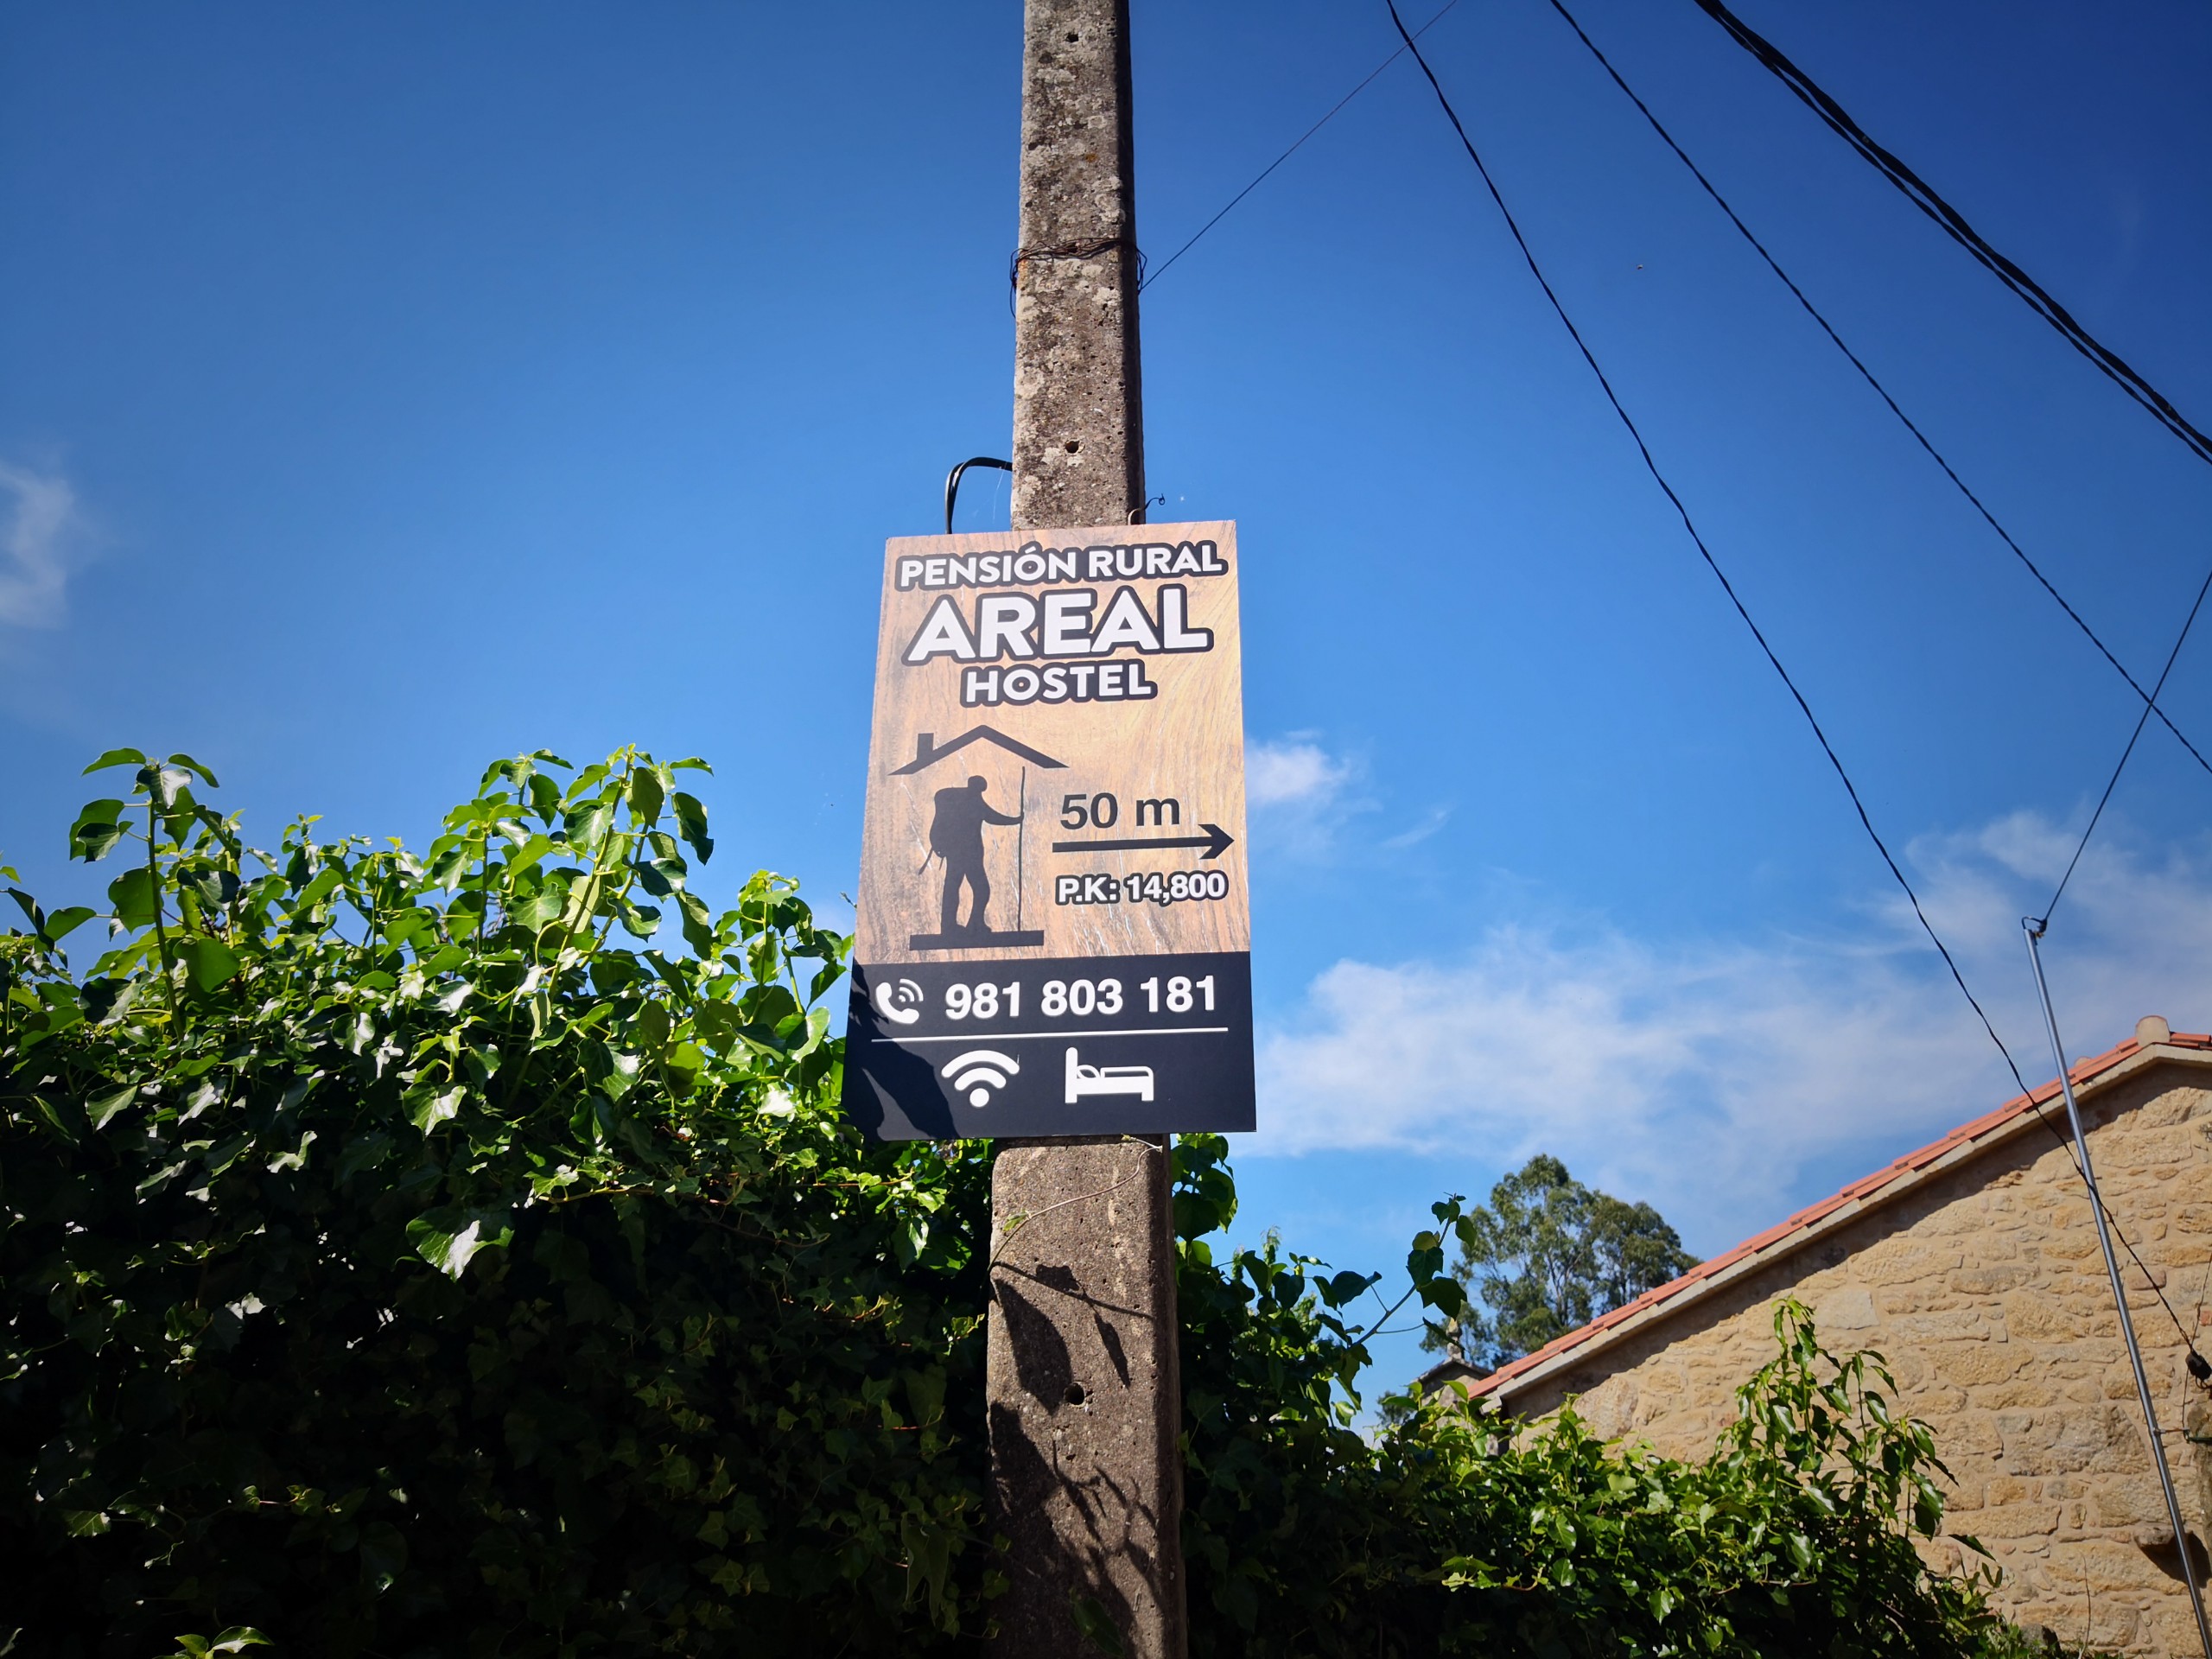 PENSIÓN RURAL
AREAL
HOSTEL
50 m
P.K: 14,800
981 803 181